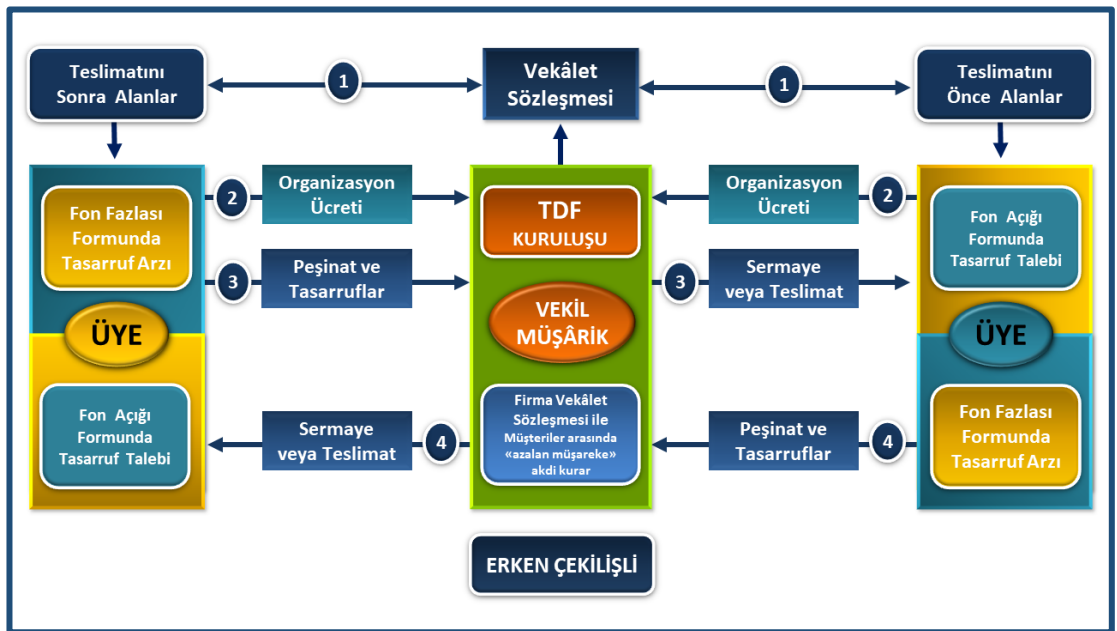 Teslimatını
Sonra Alanlar
1
Vekâlet
Sözleşmesi
1
Teslimatını
Önce Alanlar
Fon Fazlası
Formunda
Tasarruf Arzı
ÜYE
Fon Açığı
Formunda
Tasarruf Talebi
2
Organizasyon
Ücreti
3
Peşinat ve
Tasarruflar
Sermaye
veya Teslimat
4
TDF
KURULUŞU
VEKİL
MÜŞÂRİK
Firma Vekâlet
Sözleşmesi ile
Müşteriler arasında
«azalan müşareke»
akdi kurar
Organizasyon
Ücreti
2
3
Sermaye
veya Teslimat
Peşinat ve
Tasarruflar
4
Fon Açığı
Formunda
Tasarruf Talebi
ÜYE
Fon Fazlası
Formunda
Tasarruf Arzı
ERKEN ÇEKİLİŞLİ